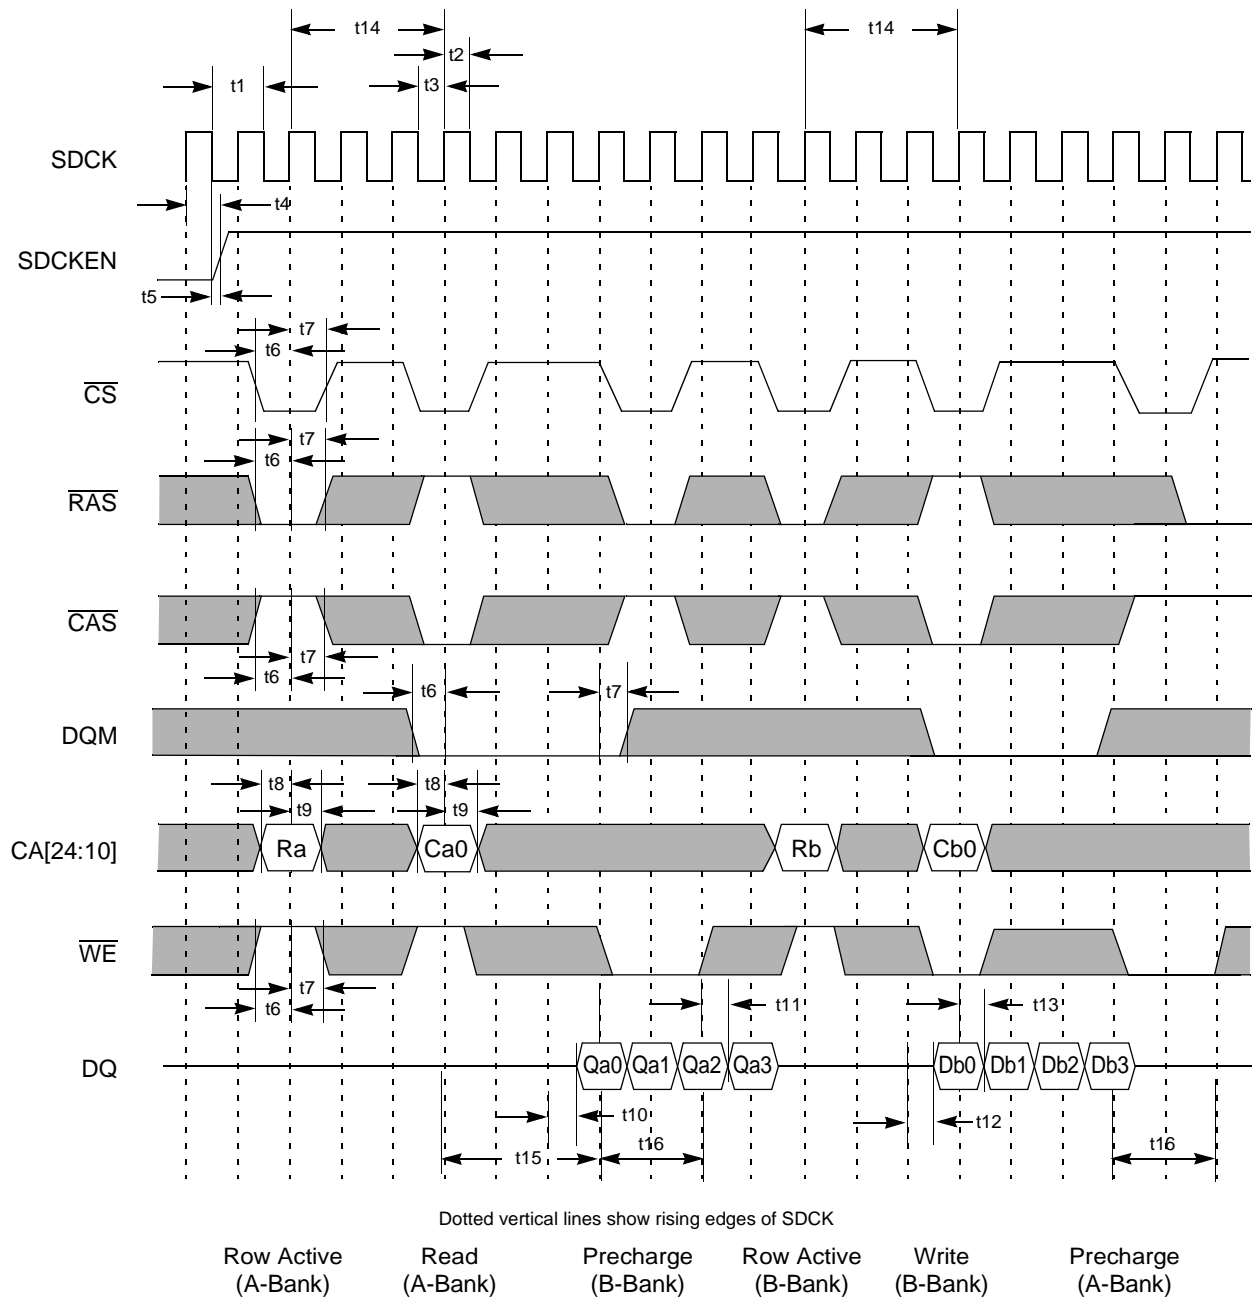 t14
t14
t2
t1
t3
SDCK
t4
SDCKEN
t5
t7
t6
CS
t7
t6
RAS
CAS
t7
t6
t6
t7
DQM
t8
t8
t9
t9
CA[24:10]
Ra
Ca0
Rb
Cb0
WE
t7
t6
t11
t13
DQ
Qa0
Qa1
Qa2
Qa3
Db0
Db1
Db2
Db3
t10
t12
t15
t16
t16
Dotted vertical lines show rising edges of SDCK
Row Active
(A-Bank)
Read
(A-Bank)
Precharge
(B-Bank)
Row Active
(B-Bank)
Write
(B-Bank)
Precharge
(A-Bank)